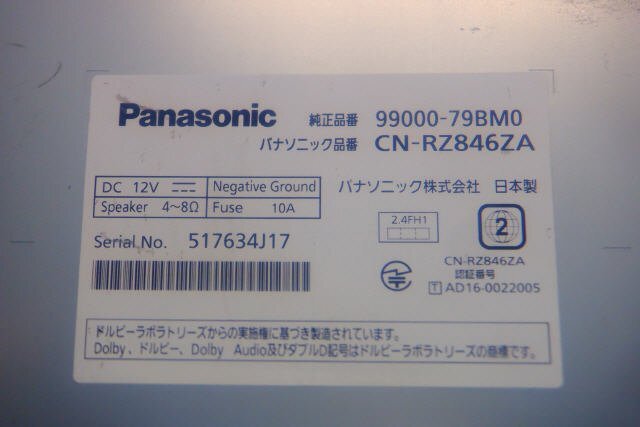 Panasonic
純正品番 99000-79BM0
パナソニック品番 CN-RZ846ZA
DC 12V Negative Ground
Speaker 4~8Ω Fuse 10A
パナソニック株式会社 日本製
Serial No. 517634J17
2.4FH1
2
CN-RZ846ZA
認証番号
T AD16-0022005
ドルビーラボラトリーズからの実施権に基づき製造されています。
Dolby、ドルビー、Dolby Audio及びダブルD記号はドルビーラボラトリーズの商標です。